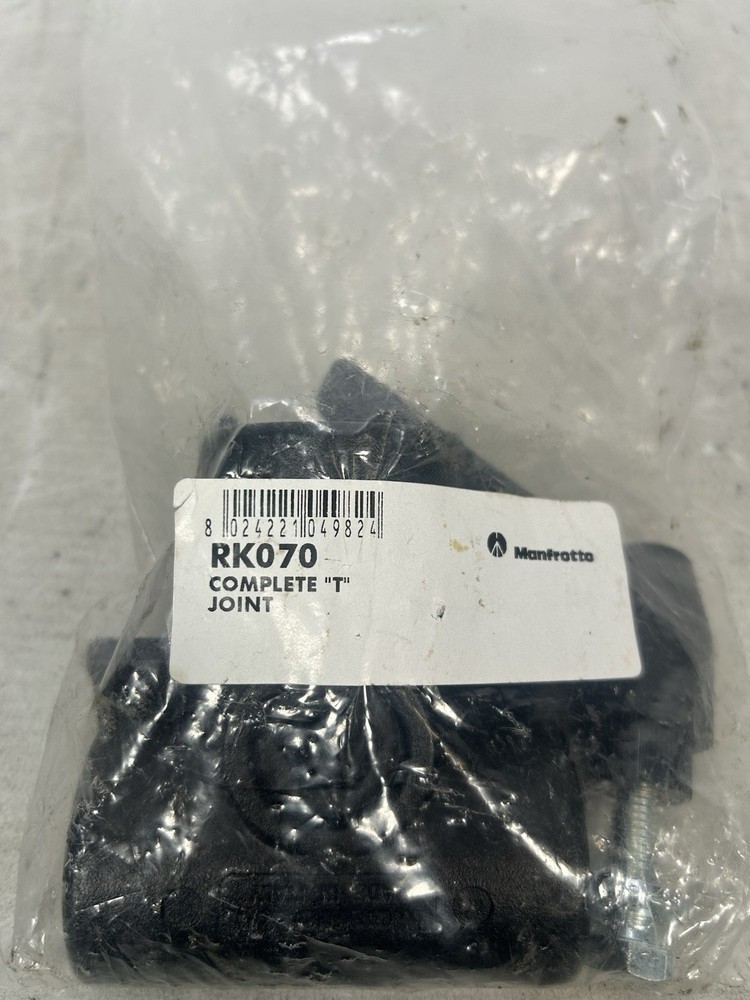 8 024221 049824
RK070
COMPLETE "T"
JOINT
Manfrotto